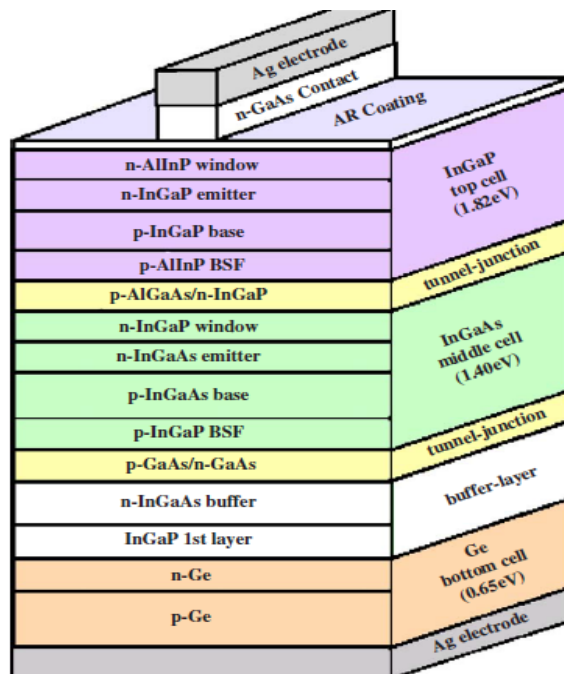 Ag electrode
n-GaAs Contact
AR Coating
n-AlInP window
n-InGaP emitter
p-InGaP base
p-AlInP BSF
InGaP
top cell
(1.82eV)
p-AlGaAs/n-InGaP
tunnel-junction
n-InGaP window
n-InGaAs emitter
p-InGaAs base
p-InGaP BSF
InGaAs
middle cell
(1.40eV)
p-GaAs/n-GaAs
tunnel-junction
n-InGaAs buffer
InGaP 1st layer
buffer-layer
n-Ge
p-Ge
Ge
bottom cell
(0.65eV)
Ag electrode